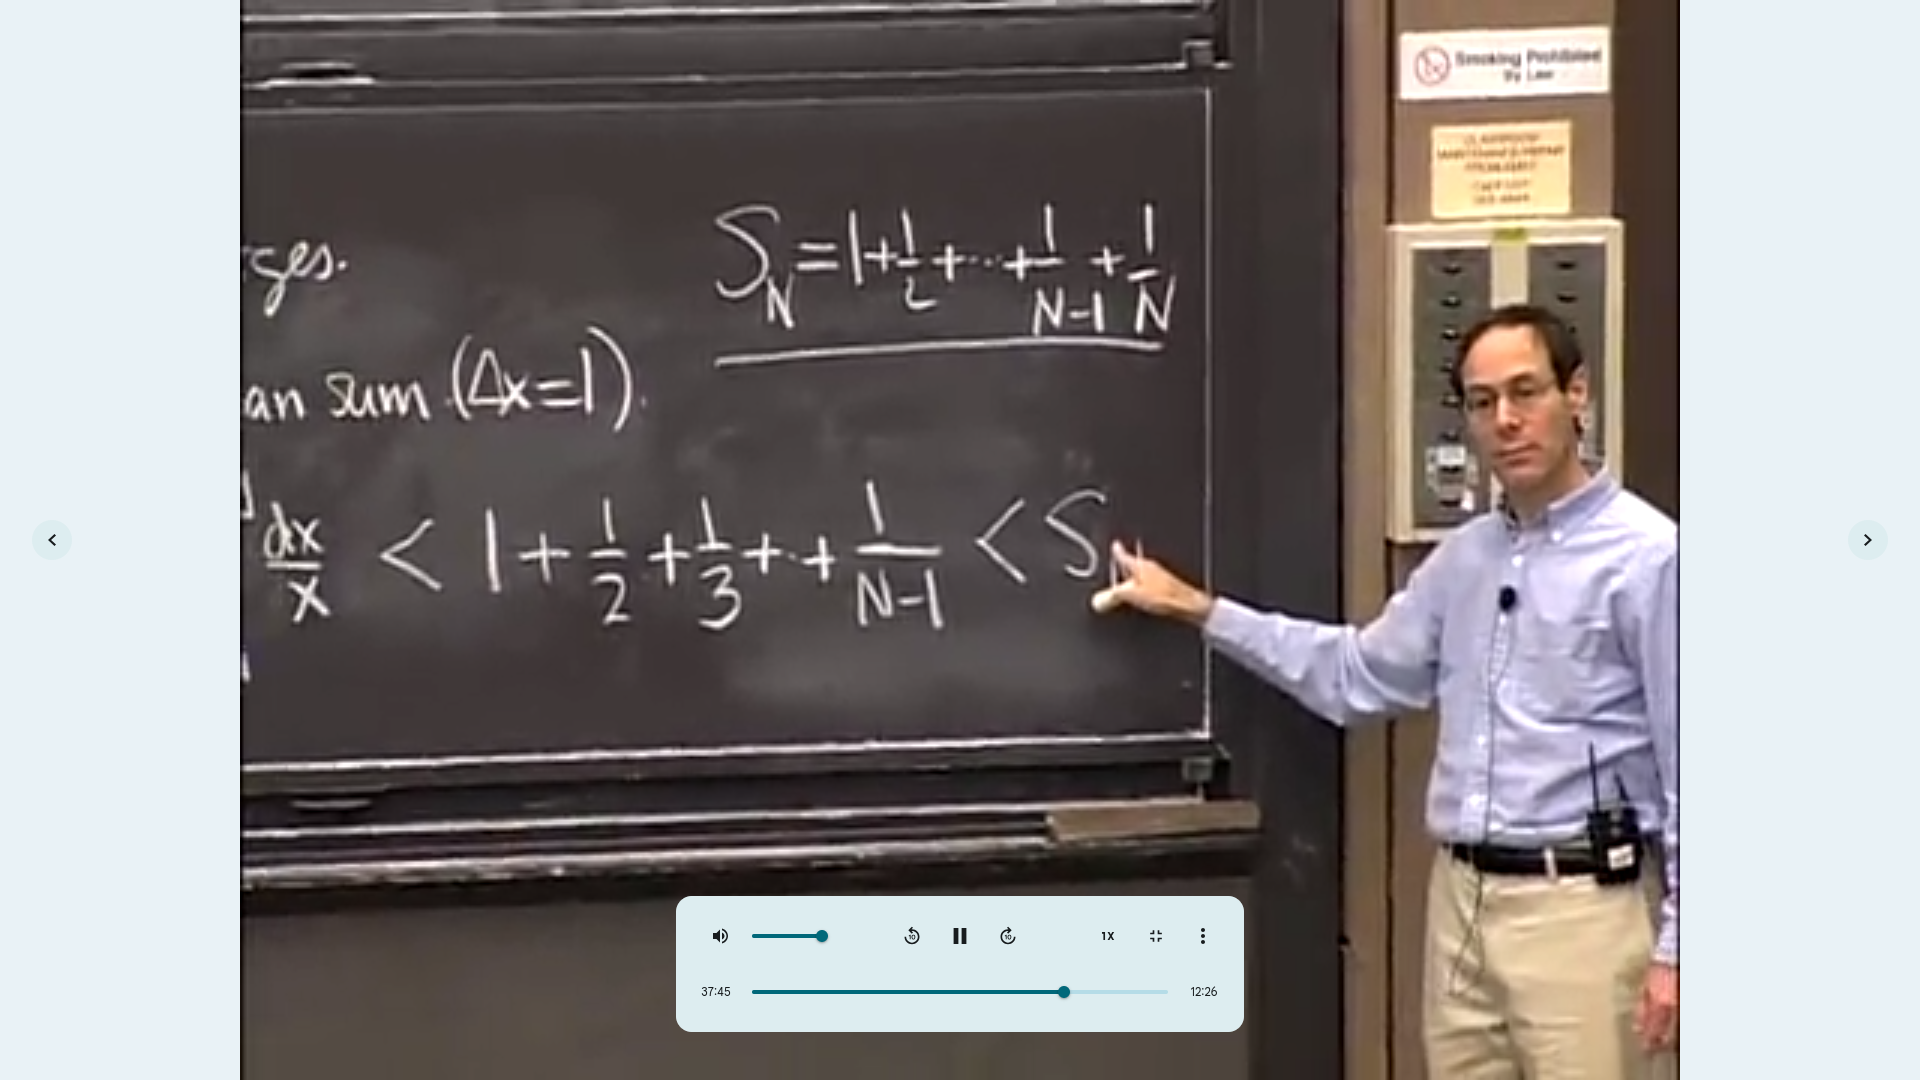 Smoking Prohibited
By Law
ges.
S_N = 1 + 1/2 + ... + 1/(N-1) + 1/N
an sum (Δx=1).
dx/x < 1 + 1/2 + 1/3 + ... + 1/(N-1) < S
1X
37:45
12:26